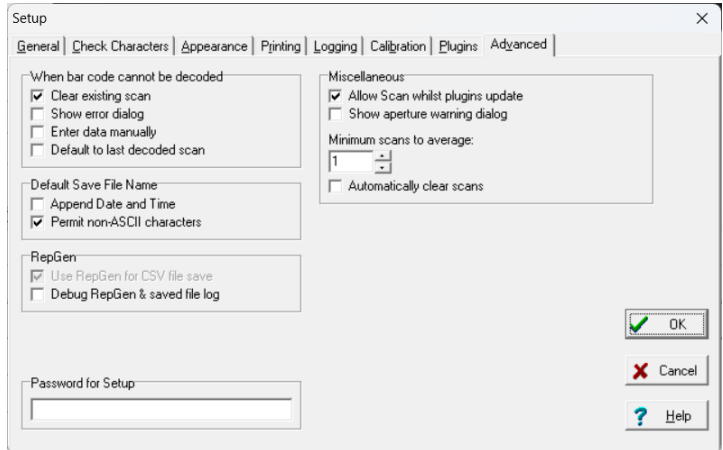 Setup
General Check Characters Appearance Printing Logging Calibration Plugins Advanced
When bar code cannot be decoded
Clear existing scan
Show error dialog
Enter data manually
Default to last decoded scan
Default Save File Name
Append Date and Time
Permit non-ASCII characters
RepGen
Use RepGen for CSV file save
Debug RepGen & saved file log
Password for Setup
Miscellaneous
Allow Scan whilst plugins update
Show aperture warning dialog
Minimum scans to average:
1
Automatically clear scans
OK
Cancel
Help